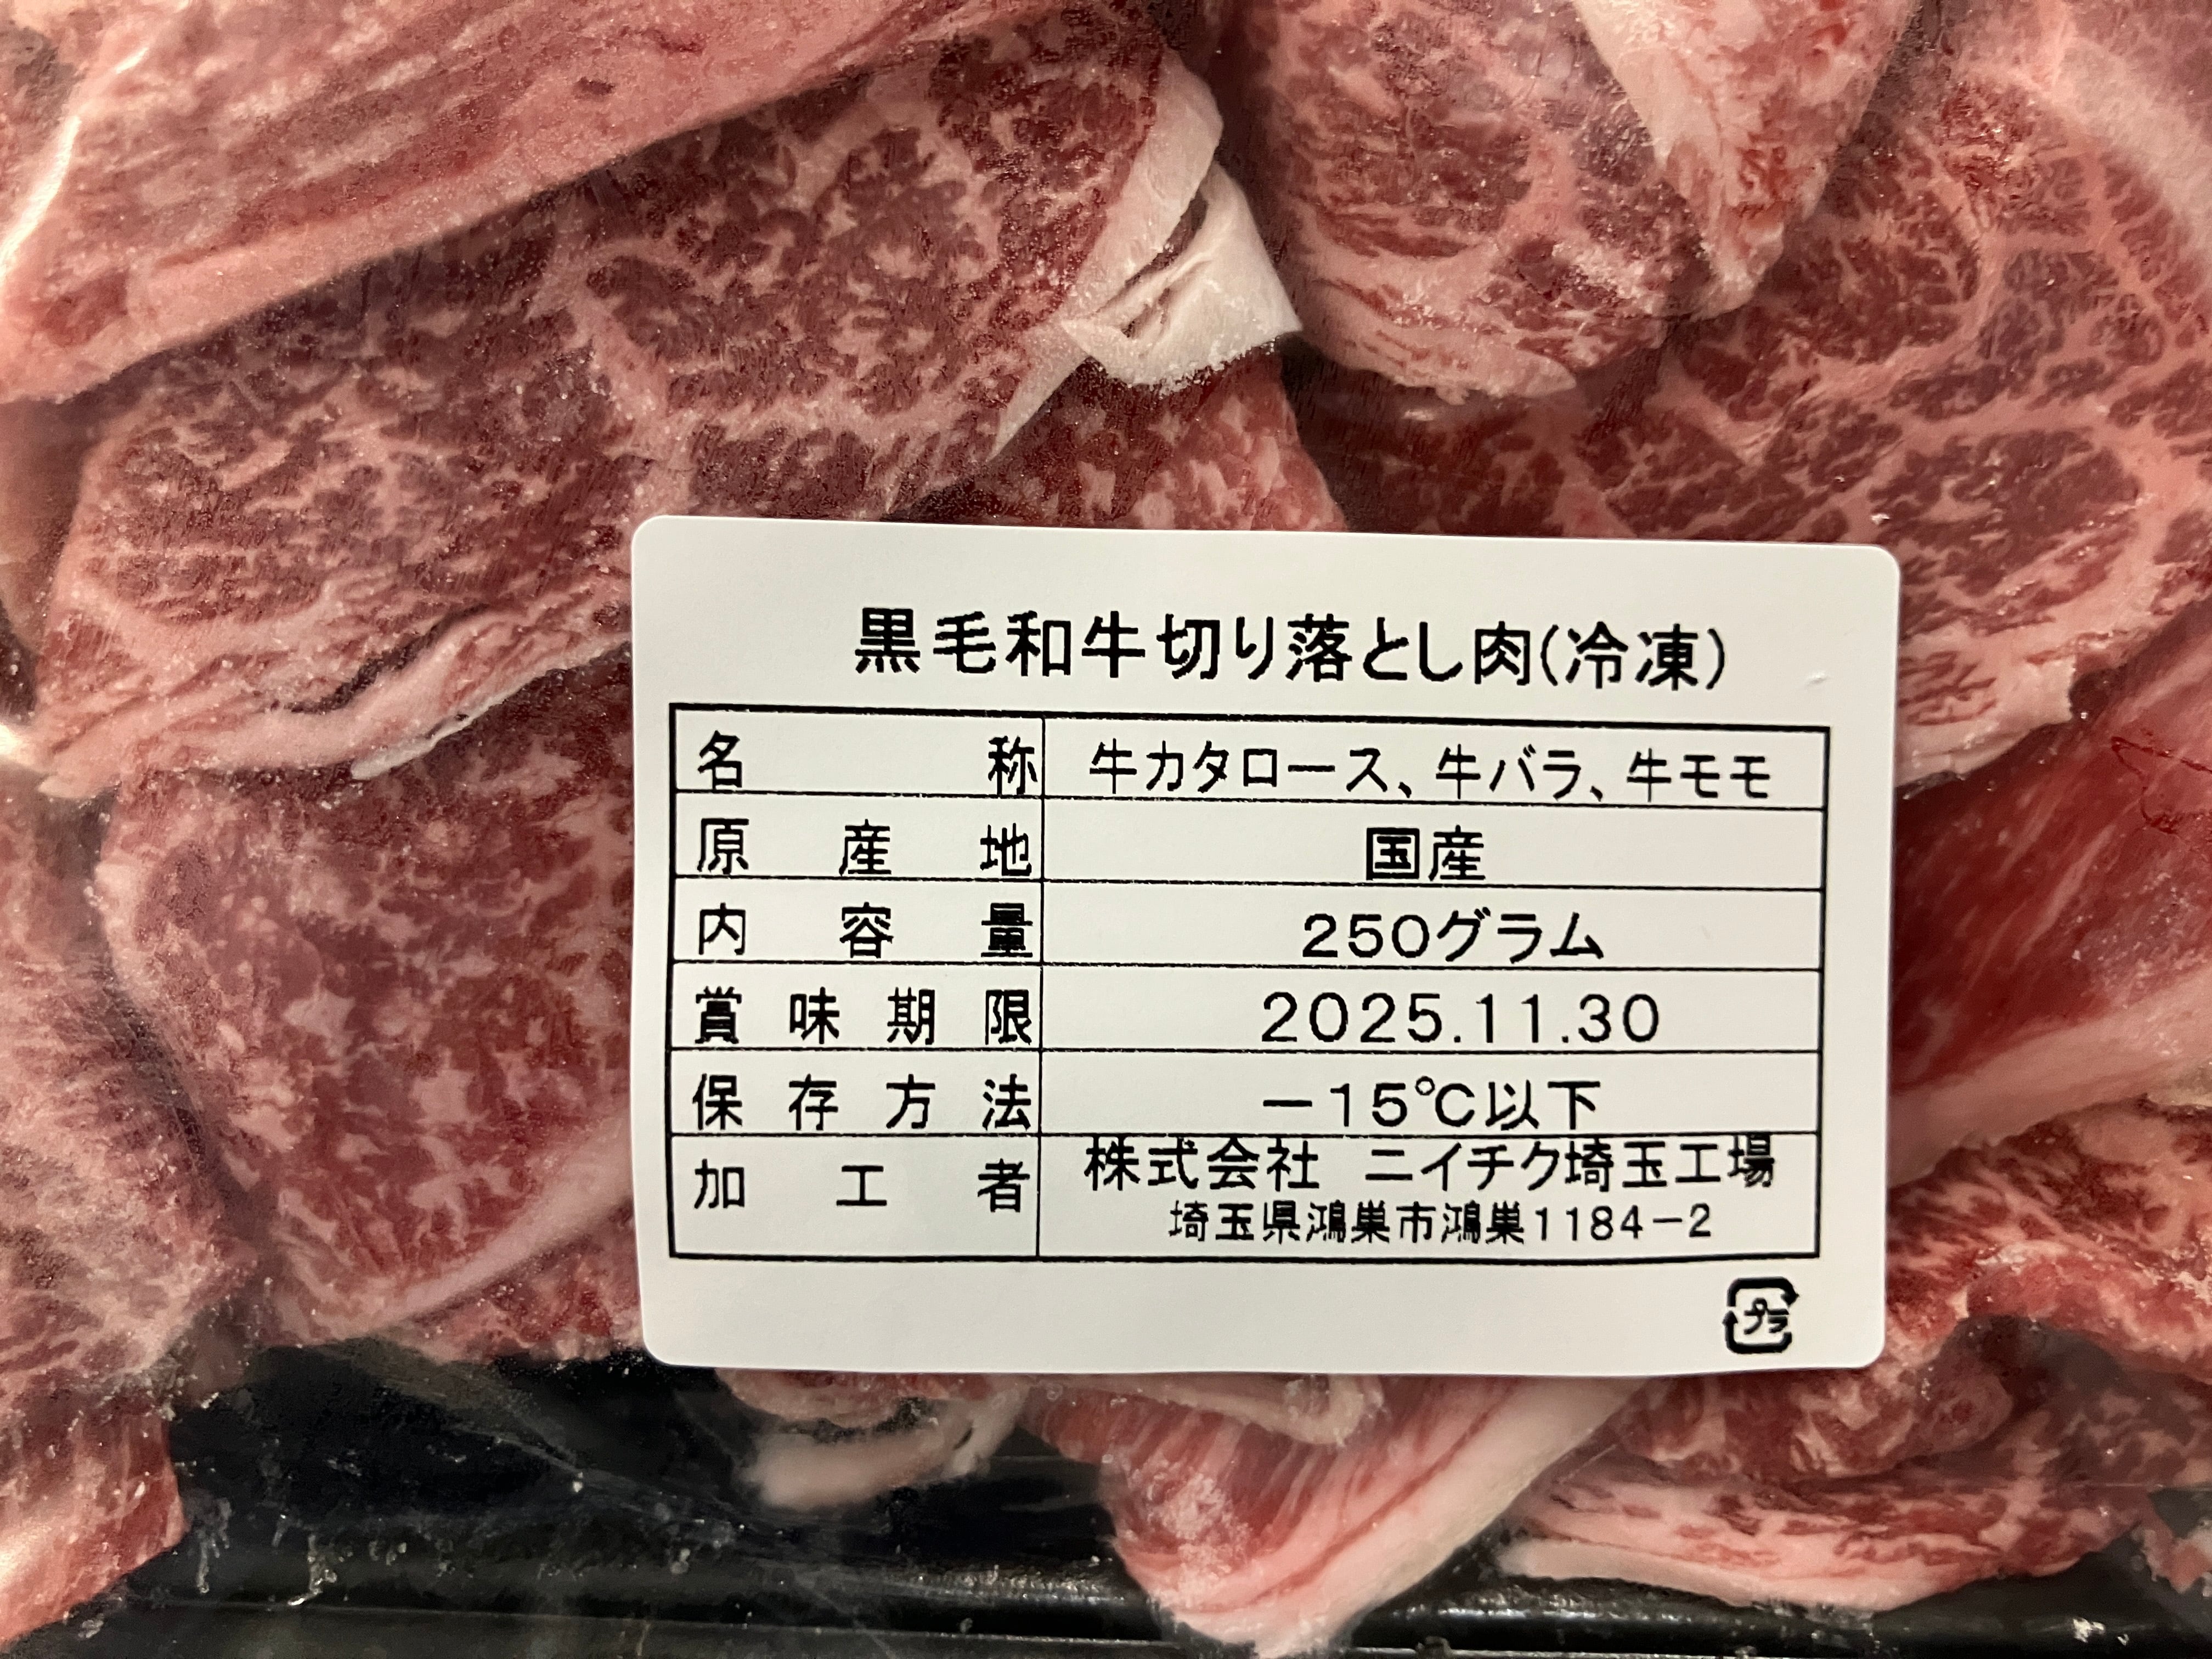 黒毛和牛切り落とし肉(冷凍)
名称 牛カタロース、牛バラ、牛モモ
原産地 国産
内容量 250グラム
賞味期限 2025.11.30
保存方法 －15℃以下
加工者 株式会社 ニイチク埼玉工場
埼玉県鴻巣市鴻巣1184－2
プラ